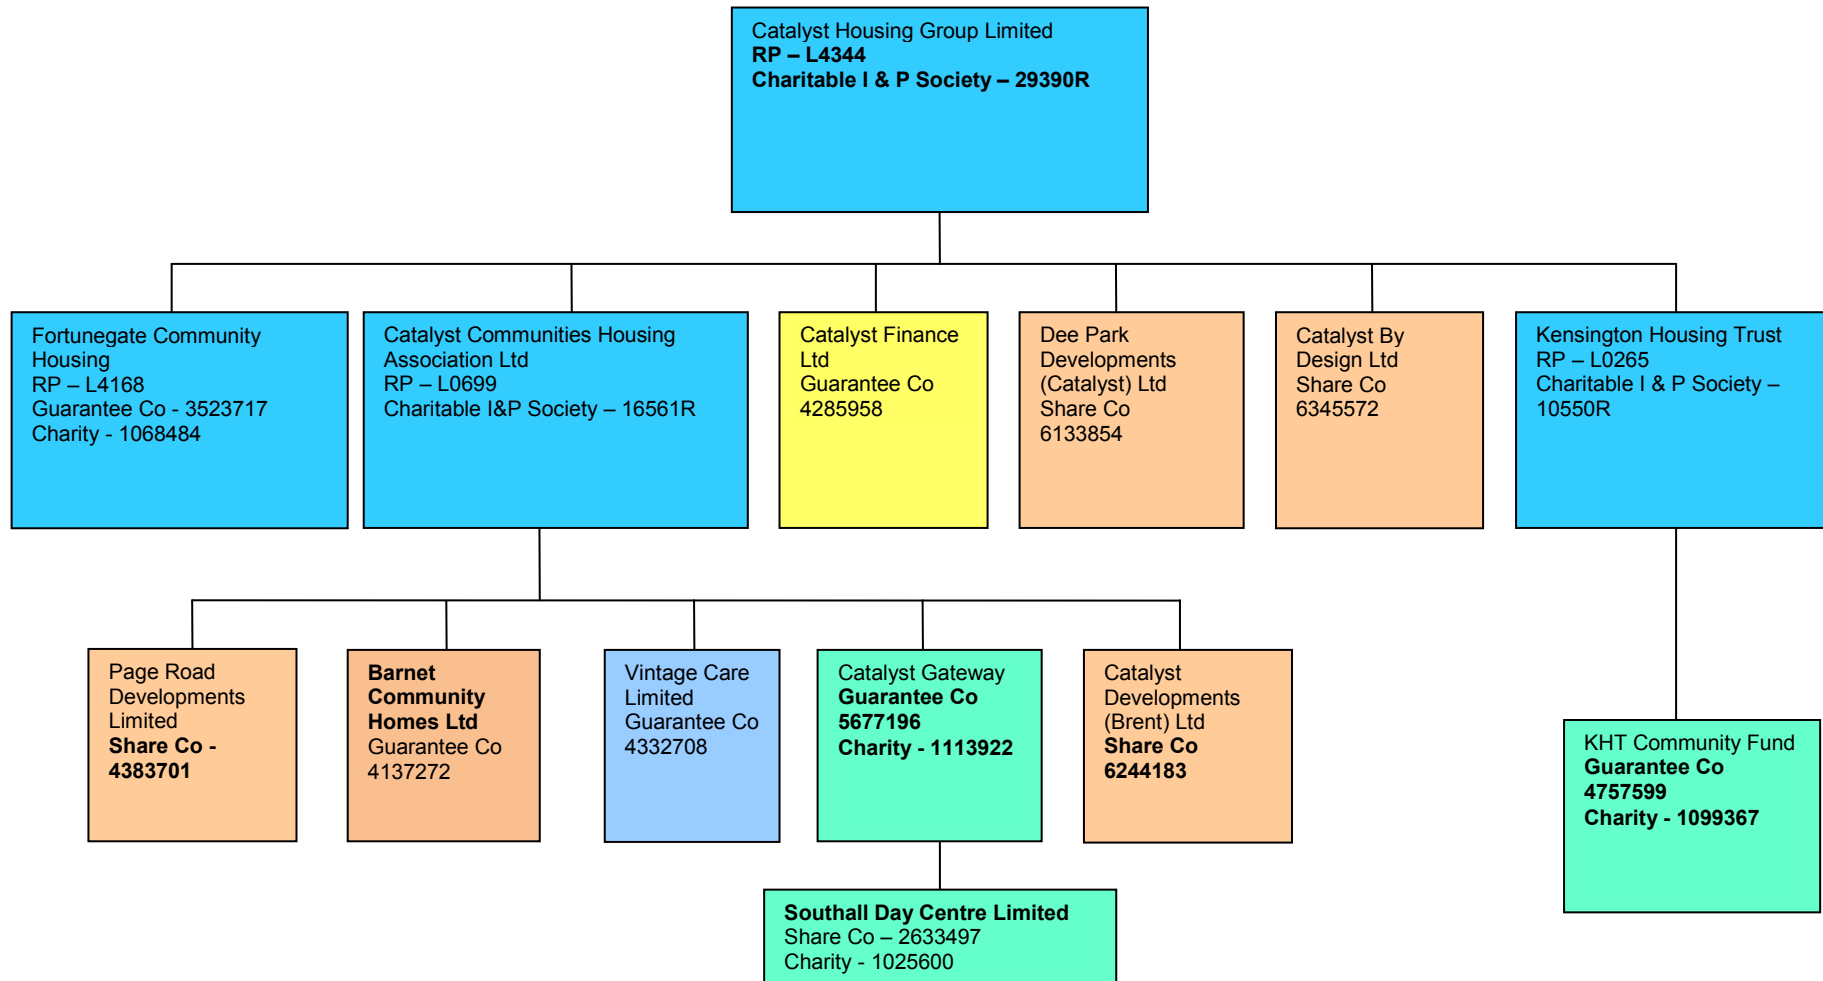 Catalyst Housing Group Limited
RP – L4344
Charitable I & P Society – 29390R
Fortunegate Community
Housing
RP – L4168
Guarantee Co - 3523717
Charity - 1068484
Catalyst Communities Housing
Association Ltd
RP – L0699
Charitable I&P Society – 16561R
Catalyst Finance
Ltd
Guarantee Co
4285958
Dee Park
Developments
(Catalyst) Ltd
Share Co
6133854
Catalyst By
Design Ltd
Share Co
6345572
Kensington Housing Trust
RP – L0265
Charitable I & P Society –
10550R
Page Road
Developments
Limited
Share Co -
4383701
Barnet
Community
Homes Ltd
Guarantee Co
4137272
Vintage Care
Limited
Guarantee Co
4332708
Catalyst Gateway
Guarantee Co
5677196
Charity - 1113922
Catalyst
Developments
(Brent) Ltd
Share Co
6244183
KHT Community Fund
Guarantee Co
4757599
Charity - 1099367
Southall Day Centre Limited
Share Co – 2633497
Charity - 1025600